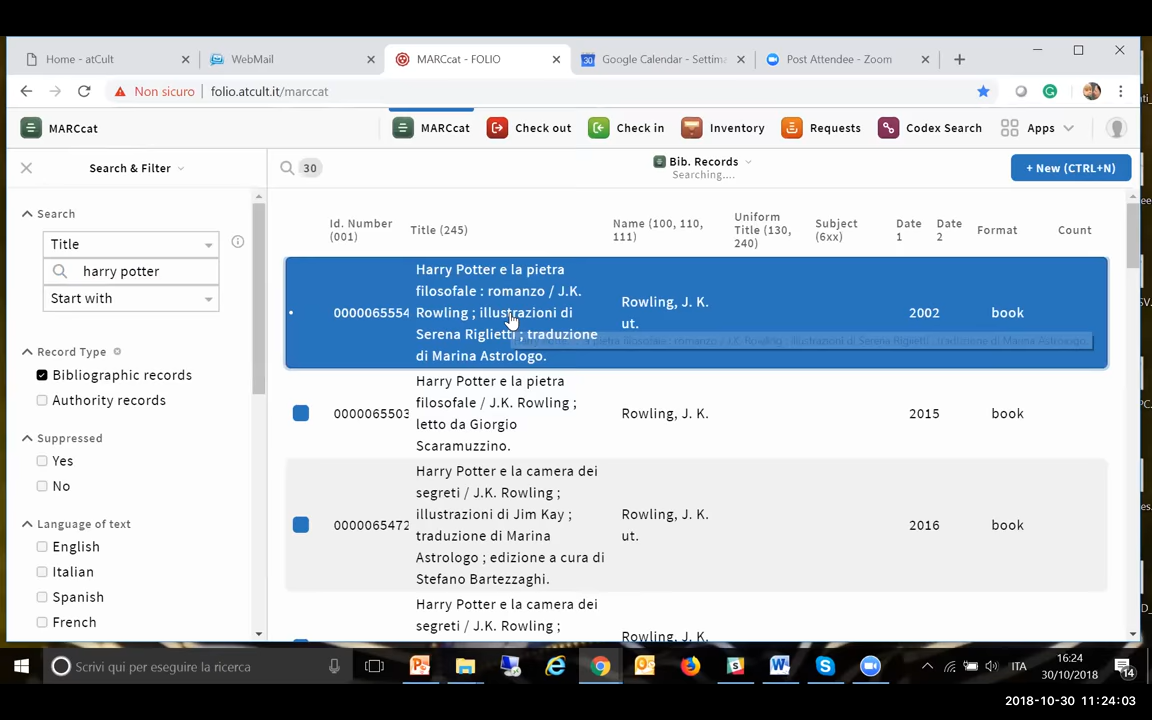 Home - atCult
WebMail
MARCcat - FOLIO
30
Google Calendar - Settima
Post Attendee - Zoom
Non sicuro
folio.atcult.it/marccat
MARCcat
MARCcat
Check out
Check in
Inventory
Requests
Codex Search
Apps
Search & Filter
30
Bib. Records
Searching....
+ New (CTRL+N)
Search
Title
harry potter
Start with
Record Type
Bibliographic records
Authority records
Suppressed
Yes
No
Language of text
English
Italian
Spanish
French
Id. Number
(001)
Title (245)
Name (100, 110,
111)
Uniform
Title (130,
240)
Subject
(6xx)
Date
1
Date
2
Format
Count
0000065554
Harry Potter e la pietra
filosofale : romanzo / J.K.
Rowling ; illustrazioni di
Serena Riglietti ; traduzione
di Marina Astrologo.
Rowling, J. K.
ut.
2002
book
0000065503
Harry Potter e la pietra
filosofale / J.K. Rowling ;
letto da Giorgio
Scaramuzzino.
Rowling, J. K.
2015
book
0000065472
Harry Potter e la camera dei
segreti / J.K. Rowling ;
illustrazioni di Jim Kay ;
traduzione di Marina
Astrologo ; edizione a cura di
Stefano Bartezzaghi.
Rowling, J. K.
ut.
2016
book
Harry Potter e la camera dei
segreti / J.K. Rowling ;
Rowling, J. K.
Scrivi qui per eseguire la ricerca
ITA
16:24
30/10/2018
14
2018-10-30 11:24:03